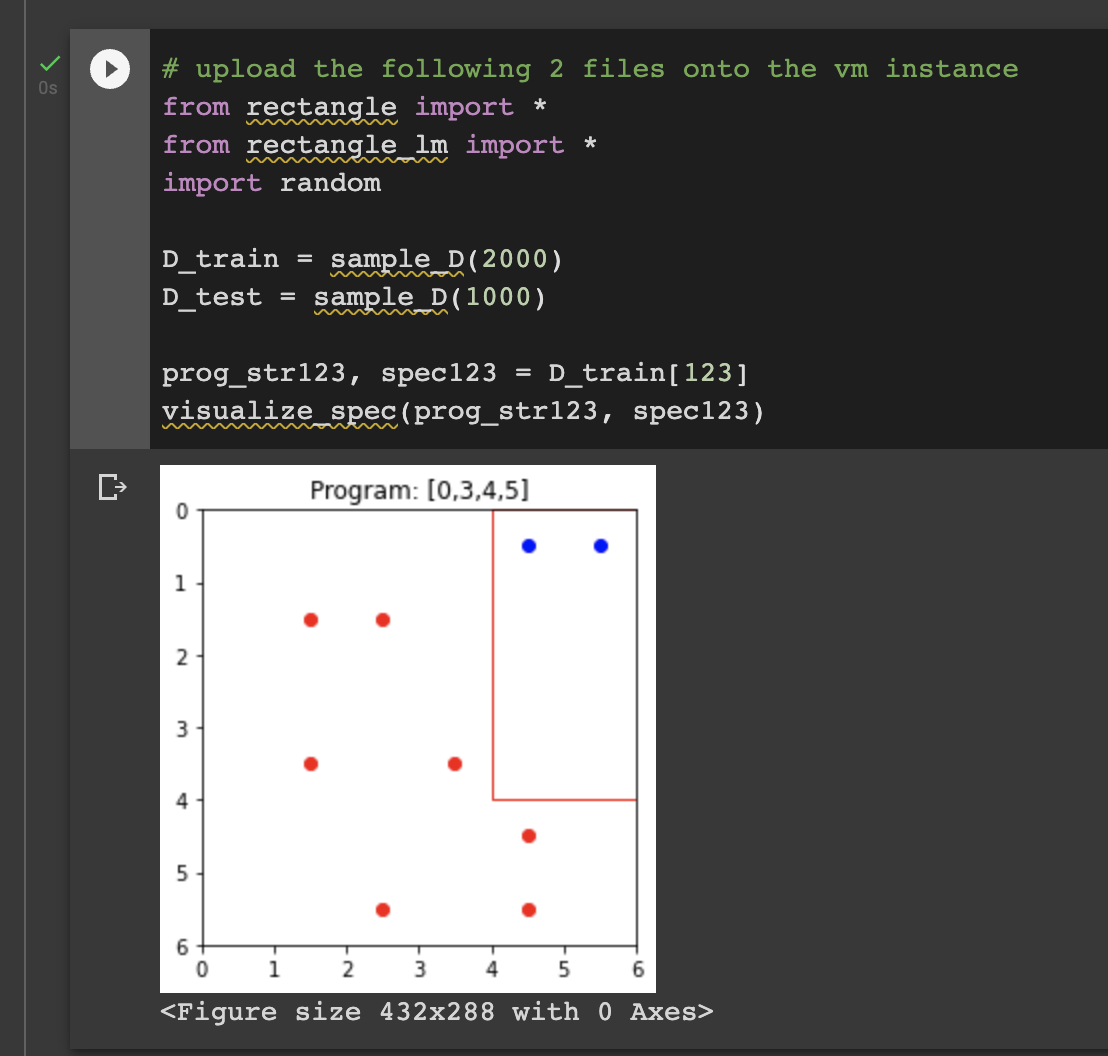 # upload the following 2 files onto the vm instance
0s
from rectangle import *
from rectangle_lm import *
import random
D_train = sample_D(2000)
D_test = sample_D(1000)
prog_str123, spec123 = D_train[123]
visualize_spec(prog_str123, spec123)
Program: [0,3,4,5]
0
1
2
3
4
5
6
0 1 2 3 4 5 6
<Figure size 432x288 with 0 Axes>